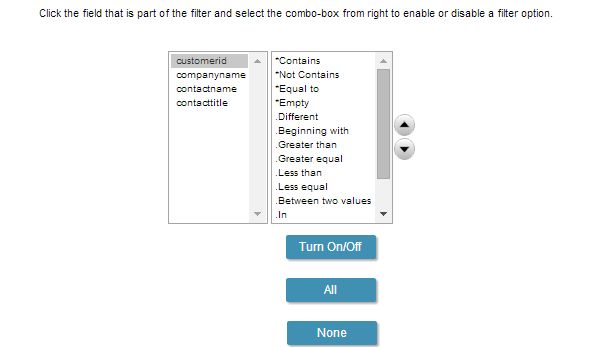 Click the field that is part of the filter and select the combo-box from right to enable or disable a filter option.
customerid
companyname
contactname
contacttitle
*Contains
*Not Contains
*Equal to
*Empty
.Different
.Beginning with
.Greater than
.Greater equal
.Less than
.Less equal
.Between two values
.In
Turn On/Off
All
None